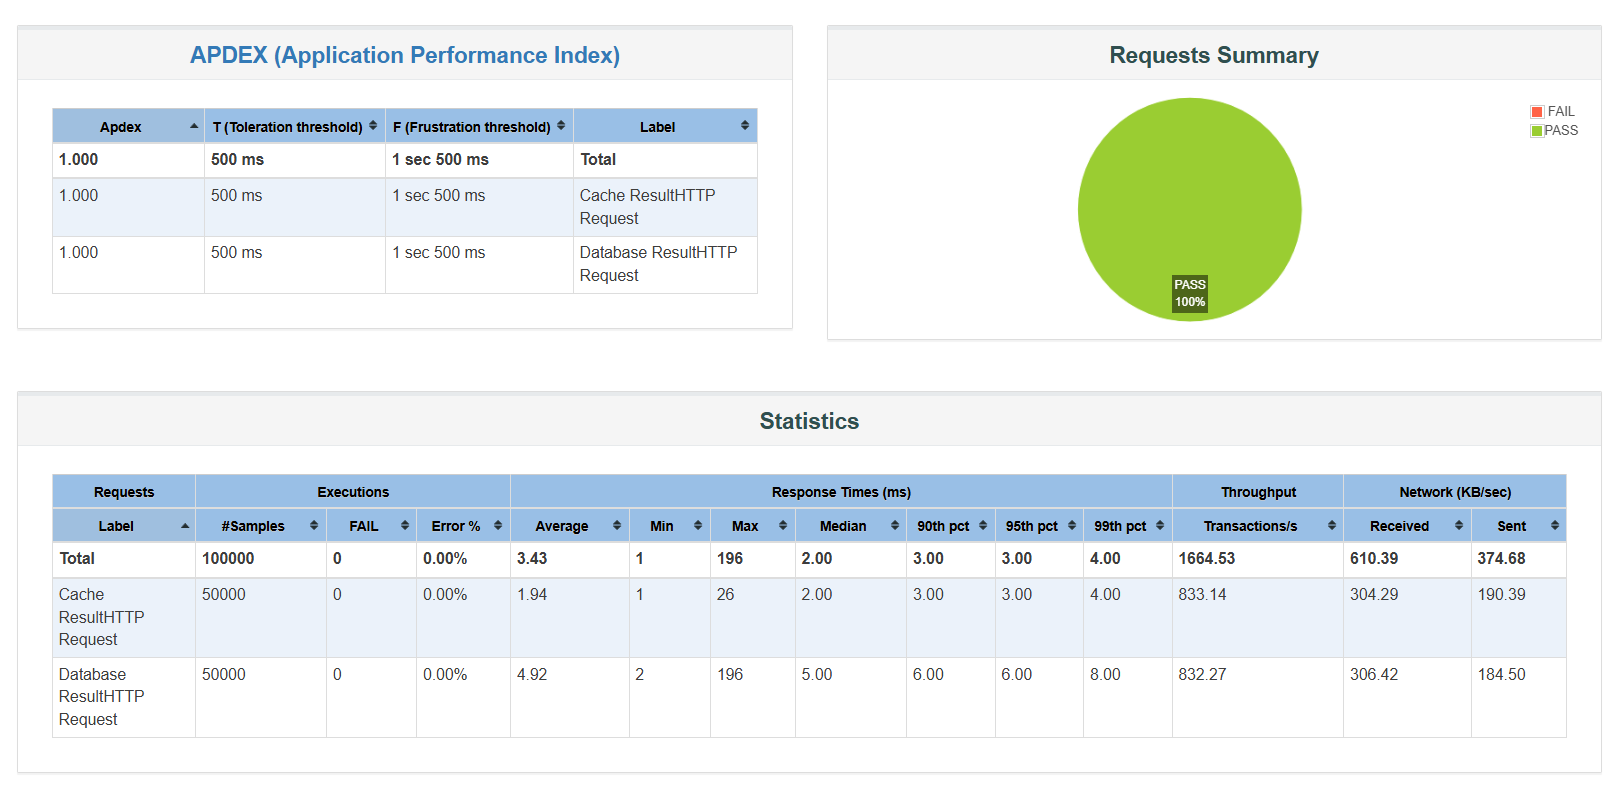 APDEX (Application Performance Index)
Apdex T (Toleration threshold) F (Frustration threshold) Label
1.000 500 ms 1 sec 500 ms Total
1.000 500 ms 1 sec 500 ms Cache ResultHTTP
Request
1.000 500 ms 1 sec 500 ms Database ResultHTTP
Request
Requests Summary
FAIL
PASS
PASS
100%
Statistics
Requests Executions Response Times (ms) Throughput Network (KB/sec)
Label #Samples FAIL Error % Average Min Max Median 90th pct 95th pct 99th pct Transactions/s Received Sent
Total 100000 0 0.00% 3.43 1 196 2.00 3.00 3.00 4.00 1664.53 610.39 374.68
Cache 50000 0 0.00% 1.94 1 26 2.00 3.00 3.00 4.00 833.14 304.29 190.39
ResultHTTP
Request
Database 50000 0 0.00% 4.92 2 196 5.00 6.00 6.00 8.00 832.27 306.42 184.50
ResultHTTP
Request